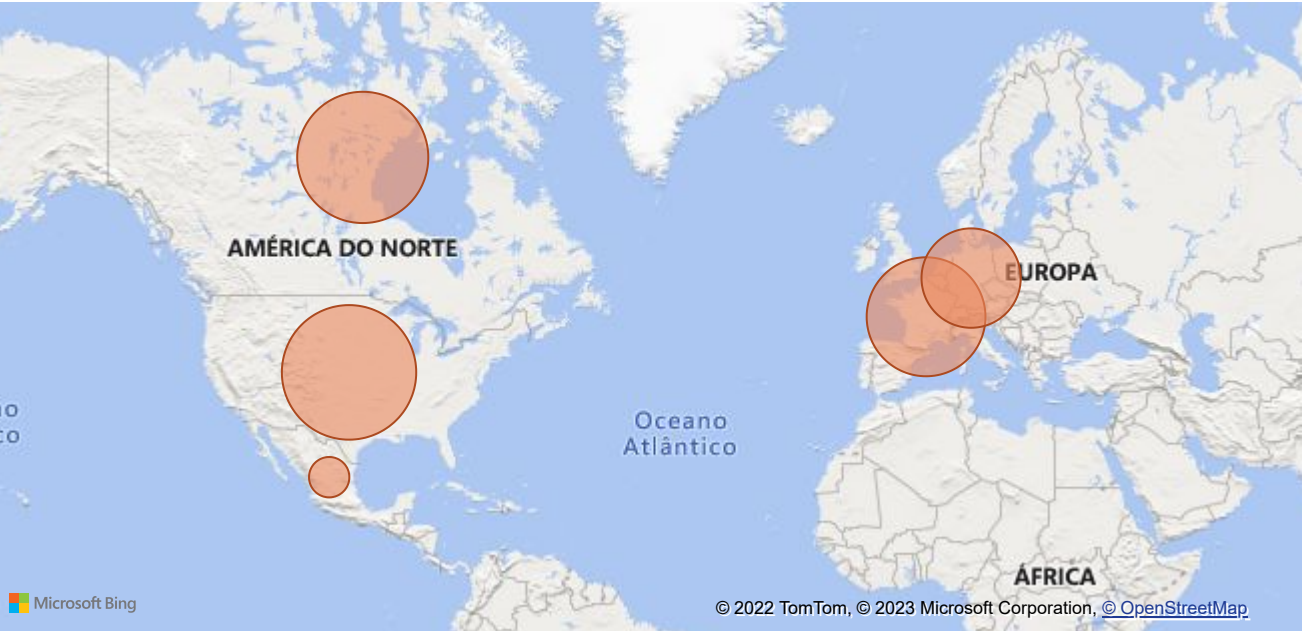 AMÉRICA DO NORTE
EUROPA
Oceano
Atlântico
ÁFRICA
Microsoft Bing
© 2022 TomTom, © 2023 Microsoft Corporation, © OpenStreetMap